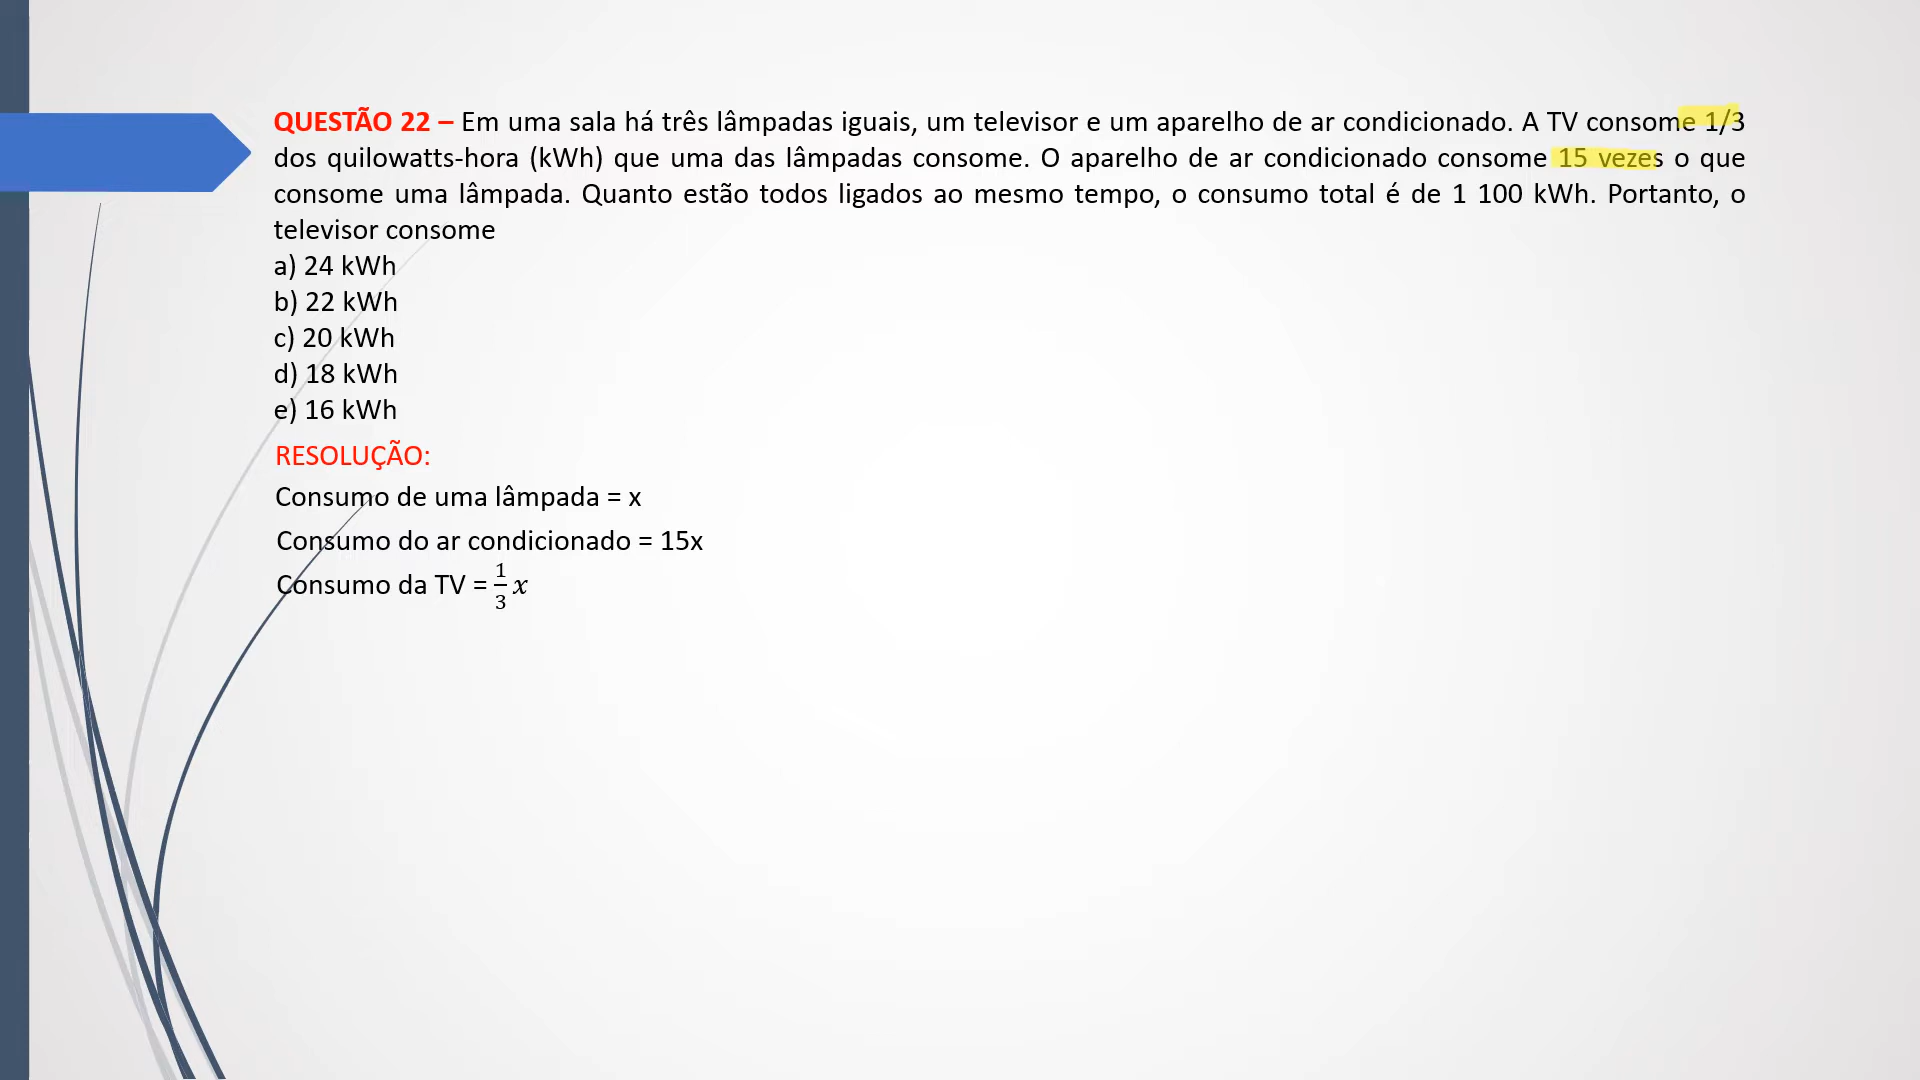 QUESTÃO 22 – Em uma sala há três lâmpadas iguais, um televisor e um aparelho de ar condicionado. A TV consome 1/3
dos quilowatts-hora (kWh) que uma das lâmpadas consome. O aparelho de ar condicionado consome 15 vezes o que
consome uma lâmpada. Quanto estão todos ligados ao mesmo tempo, o consumo total é de 1 100 kWh. Portanto, o
televisor consome
a) 24 kWh
b) 22 kWh
c) 20 kWh
d) 18 kWh
e) 16 kWh
RESOLUÇÃO:
Consumo de uma lâmpada = x
Consumo do ar condicionado = 15x
Consumo da TV = 1/3 x